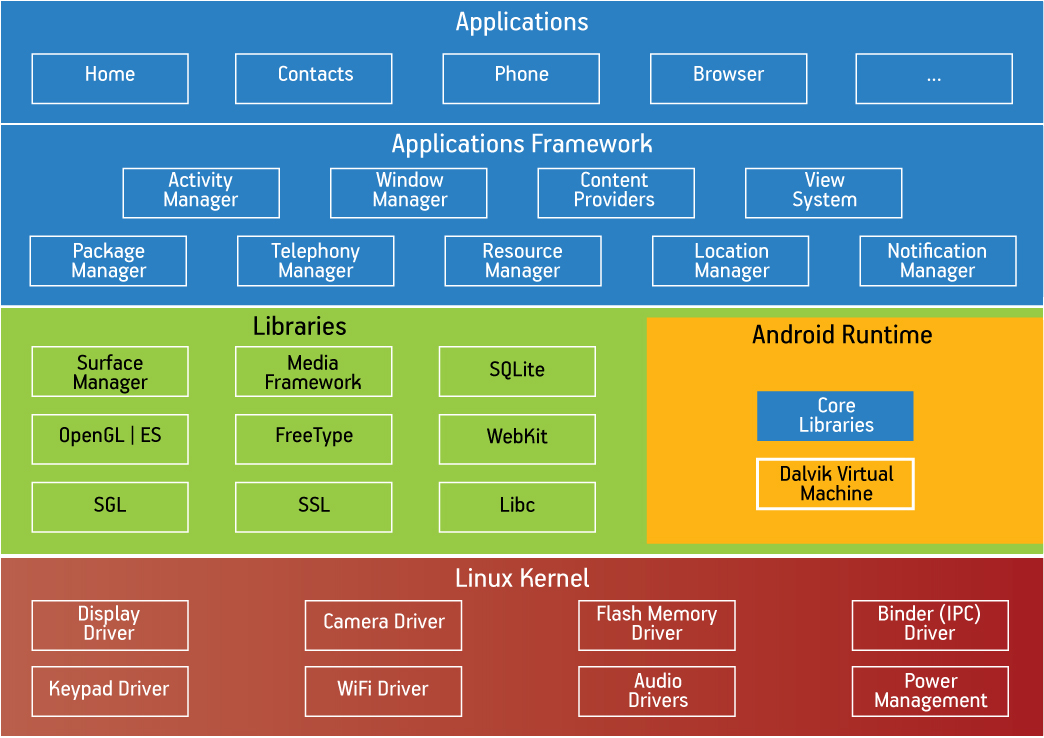 Applications
Home
Contacts
Phone
Browser
...
Applications Framework
Activity
Manager
Window
Manager
Content
Providers
View
System
Package
Manager
Telephony
Manager
Resource
Manager
Location
Manager
Notification
Manager
Libraries
Surface
Manager
Media
Framework
SQLite
OpenGL | ES
FreeType
WebKit
SGL
SSL
Libc
Android Runtime
Core
Libraries
Dalvik Virtual
Machine
Linux Kernel
Display
Driver
Camera Driver
Flash Memory
Driver
Binder (IPC)
Driver
Keypad Driver
WiFi Driver
Audio
Drivers
Power
Management